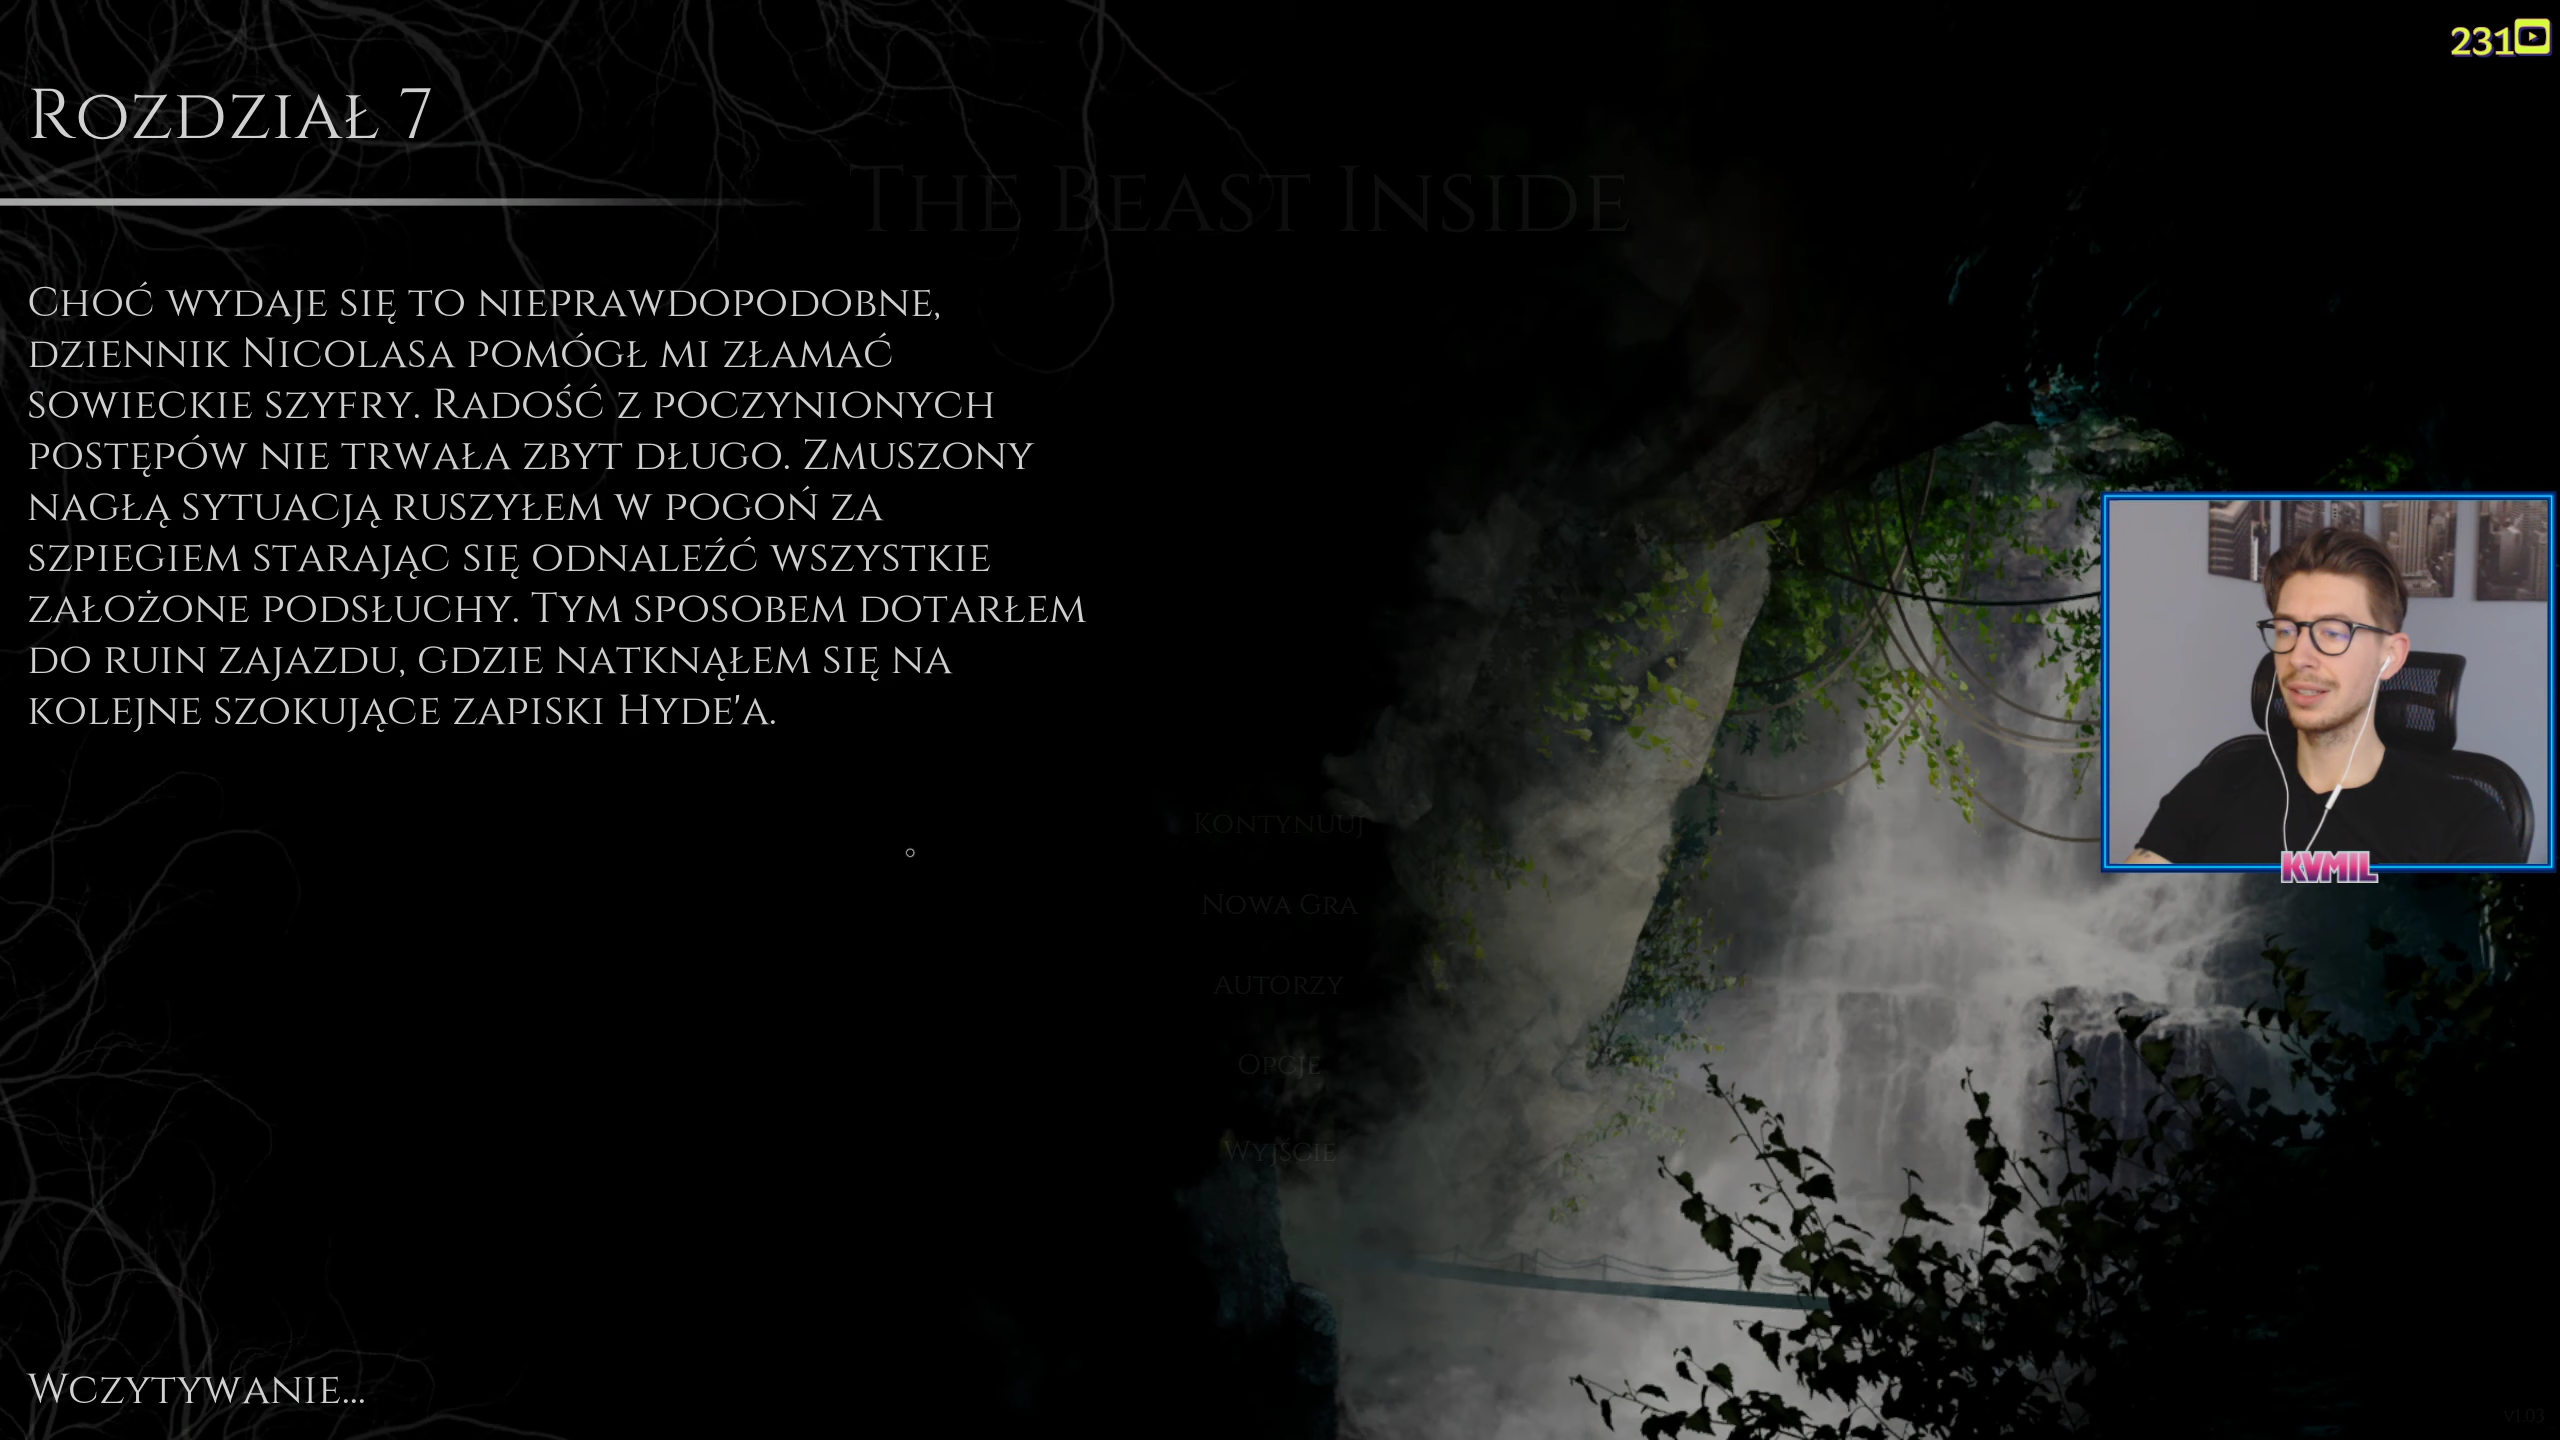 231
Rozdział 7
The Beast Inside
Choć wydaje się to nieprawdopodobne,
dziennik Nicolasa pomógł mi złamać
sowieckie szyfry. Radość z poczynionych
postępów nie trwała zbyt długo. Zmuszony
nagłą sytuacją ruszyłem w pogoń za
szpiegiem starając się odnaleźć wszystkie
założone podsłuchy. Tym sposobem dotarłem
do ruin zajazdu, gdzie natknąłem się na
kolejne szokujące zapiski Hyde'a.
Kontynuuj
Nowa Gra
Autorzy
Opcje
Wyjście
KVMIL
Wczytywanie...
v1.03